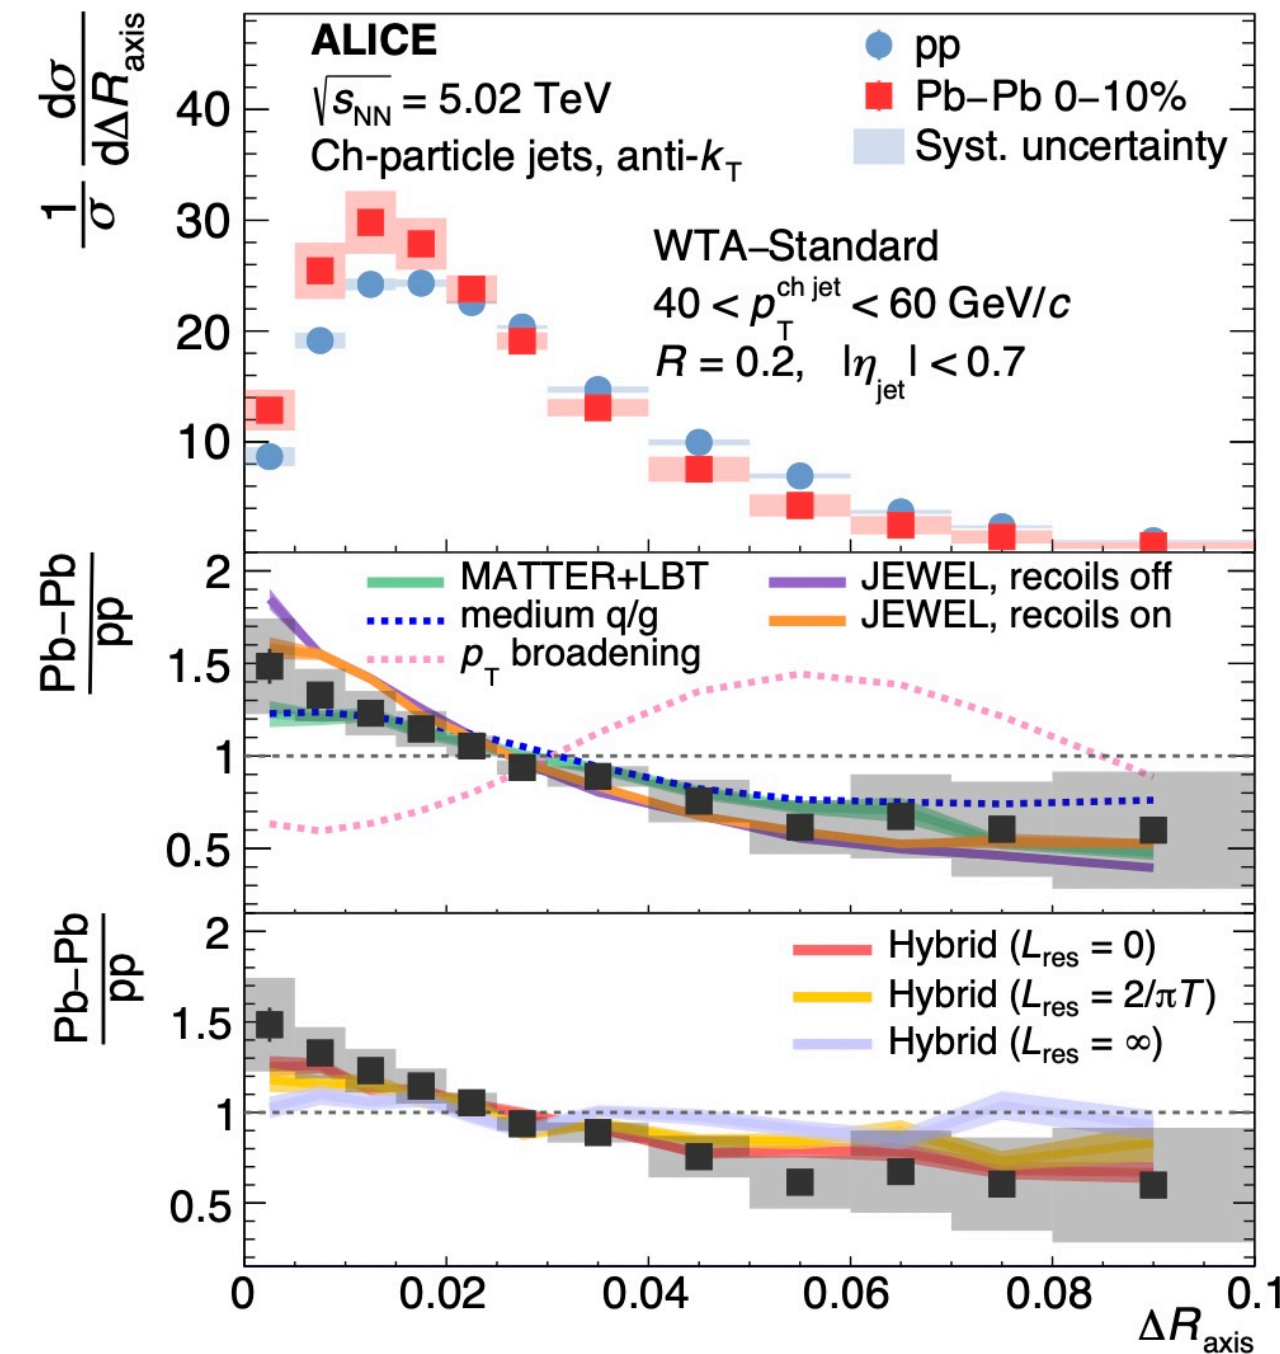 ALICE
√sNN = 5.02 TeV
Ch-particle jets, anti-kT
pp
Pb−Pb 0−10%
Syst. uncertainty
WTA−Standard
40 < pT^ch jet < 60 GeV/c
R = 0.2, |ηjet| < 0.7
1/σ dσ/dΔRaxis
40
30
20
10
MATTER+LBT
medium q/g
pT broadening
JEWEL, recoils off
JEWEL, recoils on
Pb−Pb
pp
2
1.5
1
0.5
Hybrid (Lres = 0)
Hybrid (Lres = 2/πT)
Hybrid (Lres = ∞)
Pb−Pb
pp
2
1.5
1
0.5
0 0.02 0.04 0.06 0.08 0.1
ΔRaxis